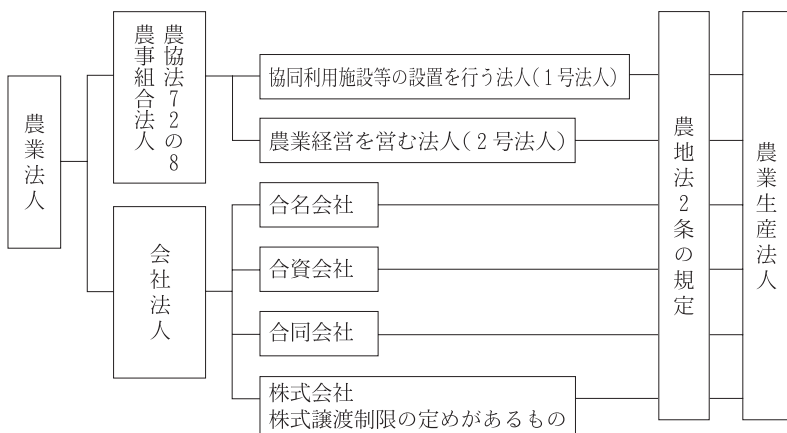 農業法人
農協法72の8
農事組合法人
協同利用施設等の設置を行う法人(1号法人)
農業経営を営む法人(2号法人)
会社法人
合名会社
合資会社
合同会社
株式会社
株式譲渡制限の定めがあるもの
農地法2条の規定
農業生産法人